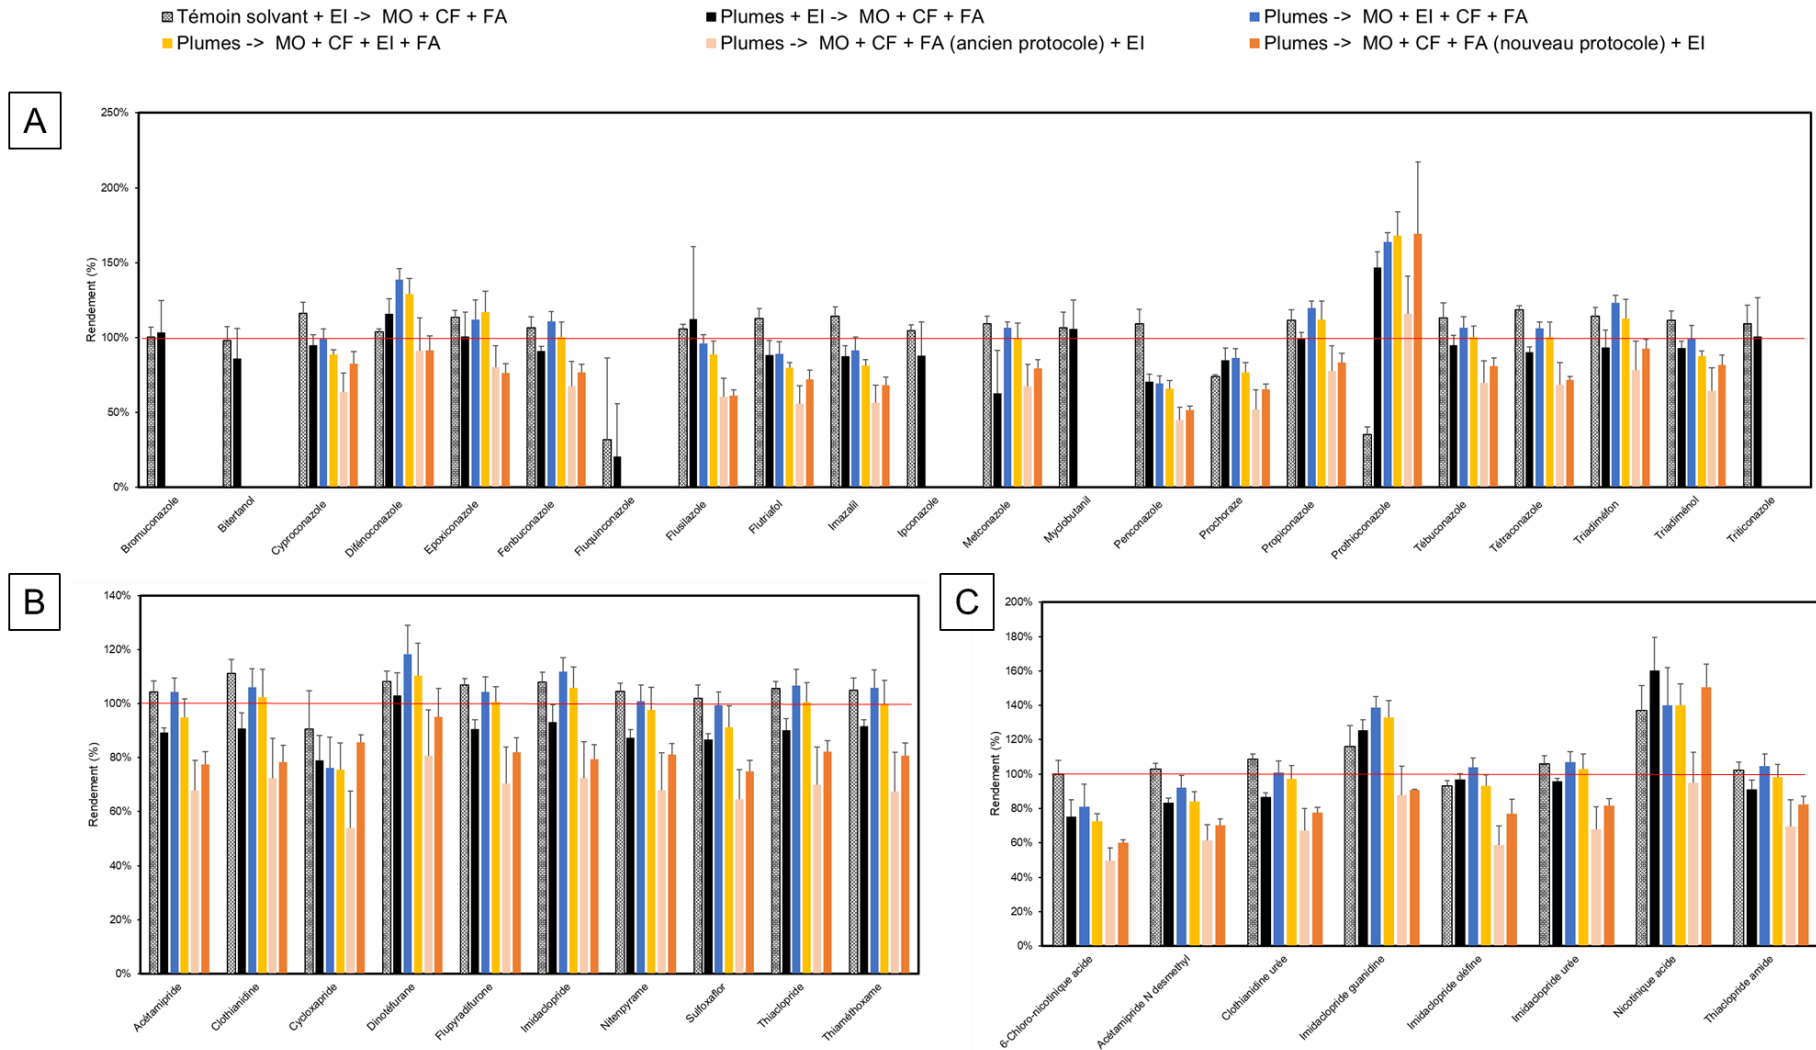 Témoin solvant + EI -> MO + CF + FA
Plumes + EI -> MO + CF + FA
Plumes -> MO + EI + CF + FA
Plumes -> MO + CF + EI + FA
Plumes -> MO + CF + FA (ancien protocole) + EI
Plumes -> MO + CF + FA (nouveau protocole) + EI
A
Rendement (%)
250%
200%
150%
100%
50%
0%
Bromuconazole
Bitertanol
Cyproconazole
Difénoconazole
Epoxiconazole
Fenbuconazole
Fluquinconazole
Flusilazole
Flutriafol
Imazalil
Ipconazole
Metconazole
Myclobutanil
Penconazole
Prochoraze
Propiconazole
Prothioconazole
Tébuconazole
Tétraconazole
Triadiméfon
Triadiménol
Triticonazole
B
Rendement (%)
140%
120%
100%
80%
60%
40%
20%
0%
Acétamipride
Clothianidine
Cycloxapride
Dinotéfurane
Flupyradifurone
Imidaclopride
Nitenpyrame
Sulfoxaflor
Thiaclopride
Thiaméthoxame
C
Rendement (%)
200%
180%
160%
140%
120%
100%
80%
60%
40%
20%
0%
6-Chloro-nicotinique acide
Acétamipride N desmethyl
Clothianidine urée
Imidaclopride guanidine
Imidaclopride oléfine
Imidaclopride urée
Nicotinique acide
Thiaclopride amide